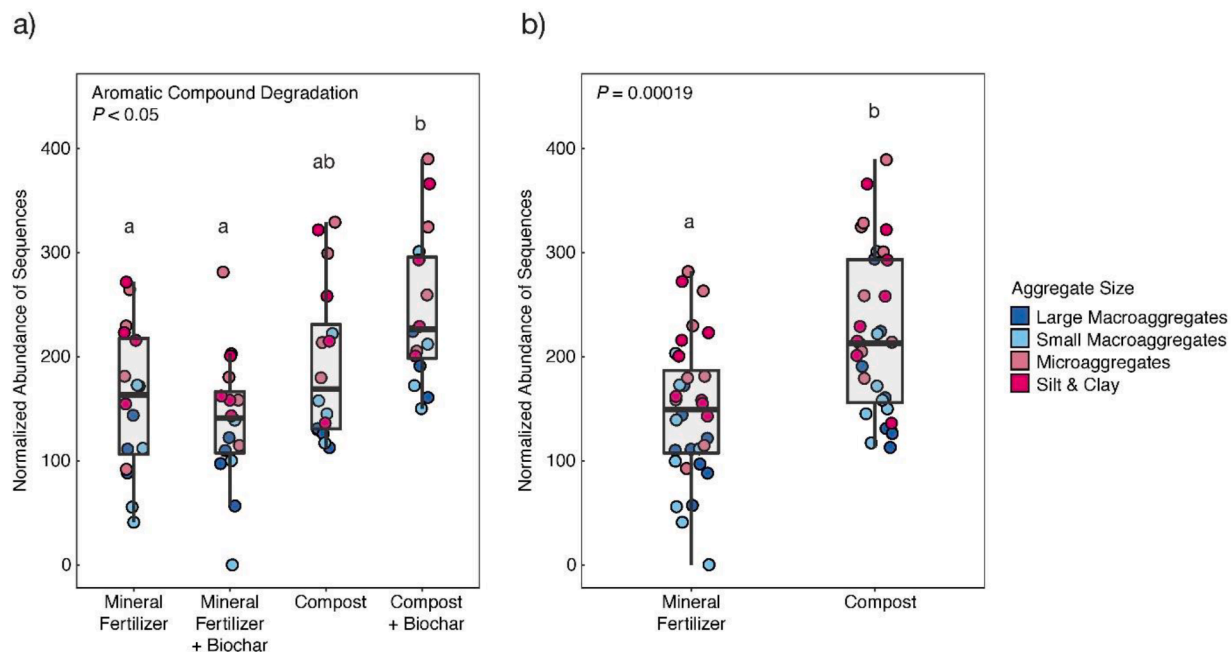 a)
Aromatic Compound Degradation
P < 0.05
a
a
ab
b
Normalized Abundance of Sequences
400
300
200
100
0
Mineral
Fertilizer
Mineral
Fertilizer
+ Biochar
Compost
Compost
+ Biochar
b)
P = 0.00019
a
b
Normalized Abundance of Sequences
400
300
200
100
0
Mineral
Fertilizer
Compost
Aggregate Size
Large Macroaggregates
Small Macroaggregates
Microaggregates
Silt & Clay